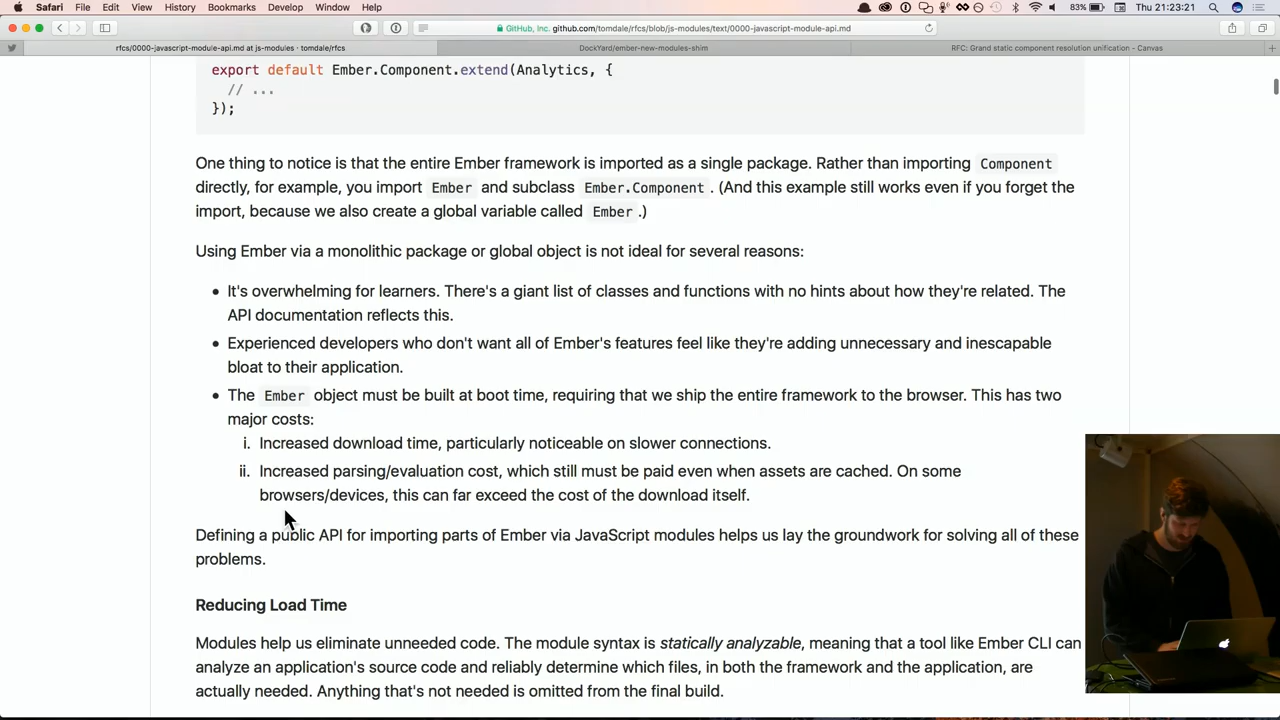 Safari File Edit View History Bookmarks Develop Window Help
83% Thu 21:23:21
GitHub, Inc. github.com/tomdale/rfcs/blob/js-modules/text/0000-javascript-module-api.md
rfcs/0000-javascript-module-api.md at js-modules · tomdale/rfcs
DockYard/ember-new-modules-shim
RFC: Grand static component resolution unification - Canvas
export default Ember.Component.extend(Analytics, {
// ...
});
One thing to notice is that the entire Ember framework is imported as a single package. Rather than importing Component
directly, for example, you import Ember and subclass Ember.Component. (And this example still works even if you forget the
import, because we also create a global variable called Ember.)
Using Ember via a monolithic package or global object is not ideal for several reasons:
• It's overwhelming for learners. There's a giant list of classes and functions with no hints about how they're related. The
API documentation reflects this.
• Experienced developers who don't want all of Ember's features feel like they're adding unnecessary and inescapable
bloat to their application.
• The Ember object must be built at boot time, requiring that we ship the entire framework to the browser. This has two
major costs:
i. Increased download time, particularly noticeable on slower connections.
ii. Increased parsing/evaluation cost, which still must be paid even when assets are cached. On some
browsers/devices, this can far exceed the cost of the download itself.
Defining a public API for importing parts of Ember via JavaScript modules helps us lay the groundwork for solving all of these
problems.
Reducing Load Time
Modules help us eliminate unneeded code. The module syntax is statically analyzable, meaning that a tool like Ember CLI can
analyze an application's source code and reliably determine which files, in both the framework and the application, are
actually needed. Anything that's not needed is omitted from the final build.